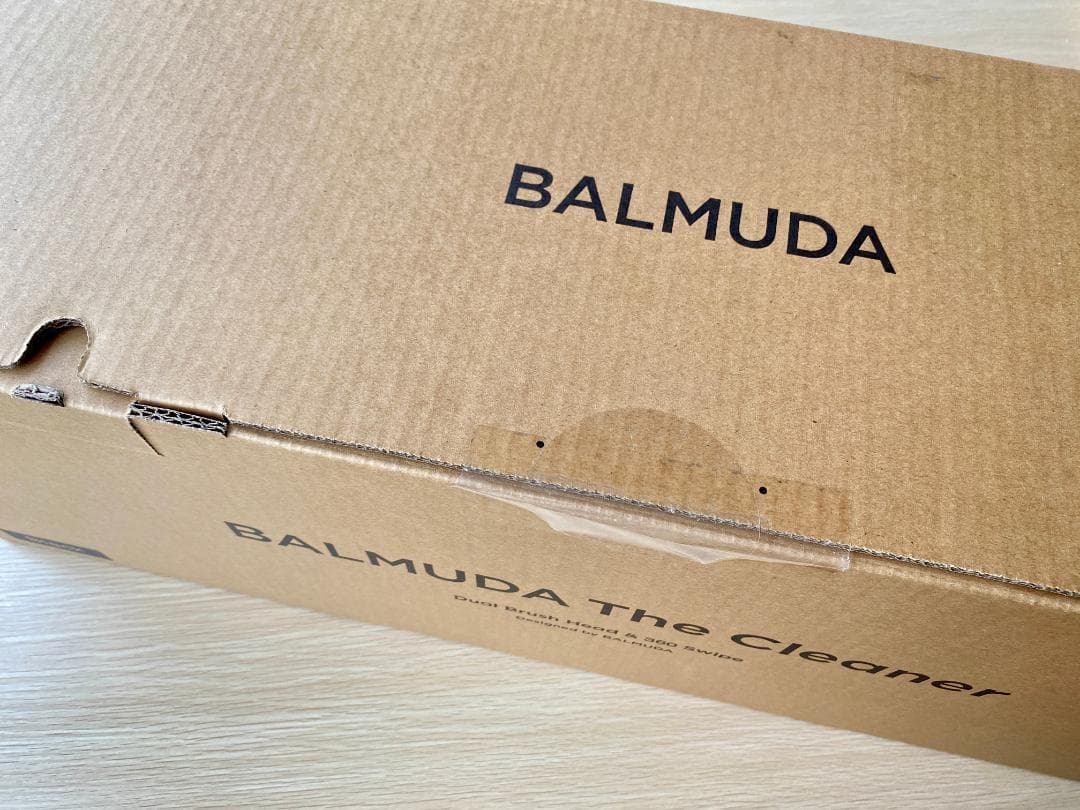 BALMUDA
BALMUDA The Cleaner
Dual Brush Head & 360 Swipe
Designed by BALMUDA